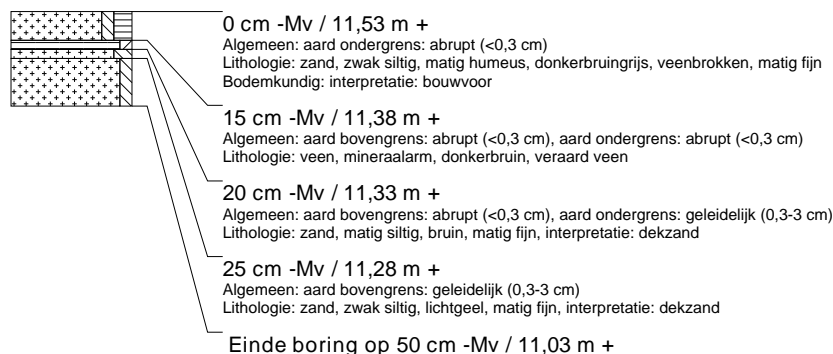 0 cm -Mv / 11,53 m +
Algemeen: aard ondergrens: abrupt (<0,3 cm)
Lithologie: zand, zwak siltig, matig humeus, donkerbruingrijs, veenbrokken, matig fijn
Bodemkundig: interpretatie: bouwvoor
15 cm -Mv / 11,38 m +
Algemeen: aard bovengrens: abrupt (<0,3 cm), aard ondergrens: abrupt (<0,3 cm)
Lithologie: veen, mineraalarm, donkerbruin, veraard veen
20 cm -Mv / 11,33 m +
Algemeen: aard bovengrens: abrupt (<0,3 cm), aard ondergrens: geleidelijk (0,3-3 cm)
Lithologie: zand, matig siltig, bruin, matig fijn, interpretatie: dekzand
25 cm -Mv / 11,28 m +
Algemeen: aard bovengrens: geleidelijk (0,3-3 cm)
Lithologie: zand, zwak siltig, lichtgeel, matig fijn, interpretatie: dekzand
Einde boring op 50 cm -Mv / 11,03 m +